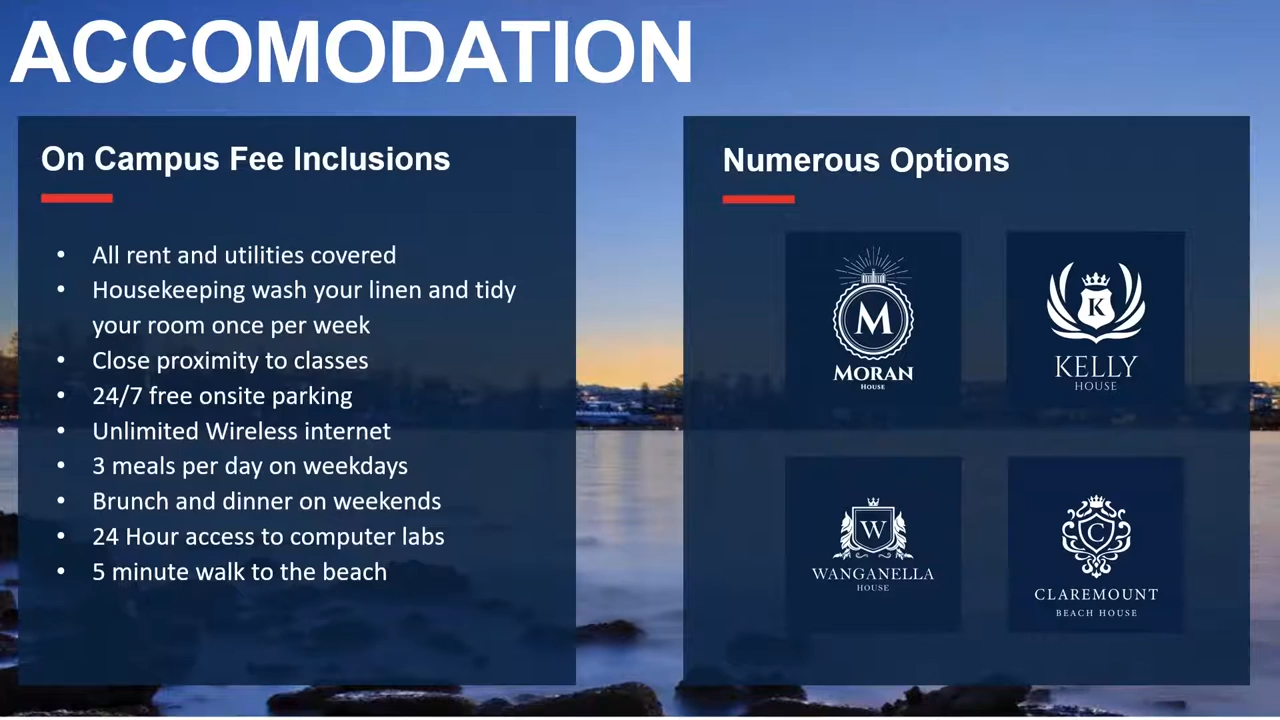 ACCOMODATION
On Campus Fee Inclusions
• All rent and utilities covered
• Housekeeping wash your linen and tidy
your room once per week
• Close proximity to classes
• 24/7 free onsite parking
• Unlimited Wireless internet
• 3 meals per day on weekdays
• Brunch and dinner on weekends
• 24 Hour access to computer labs
• 5 minute walk to the beach
Numerous Options
M
MORAN
HOUSE
K
KELLY
HOUSE
W
WANGANELLA
HOUSE
C
CLAREMOUNT
BEACH HOUSE